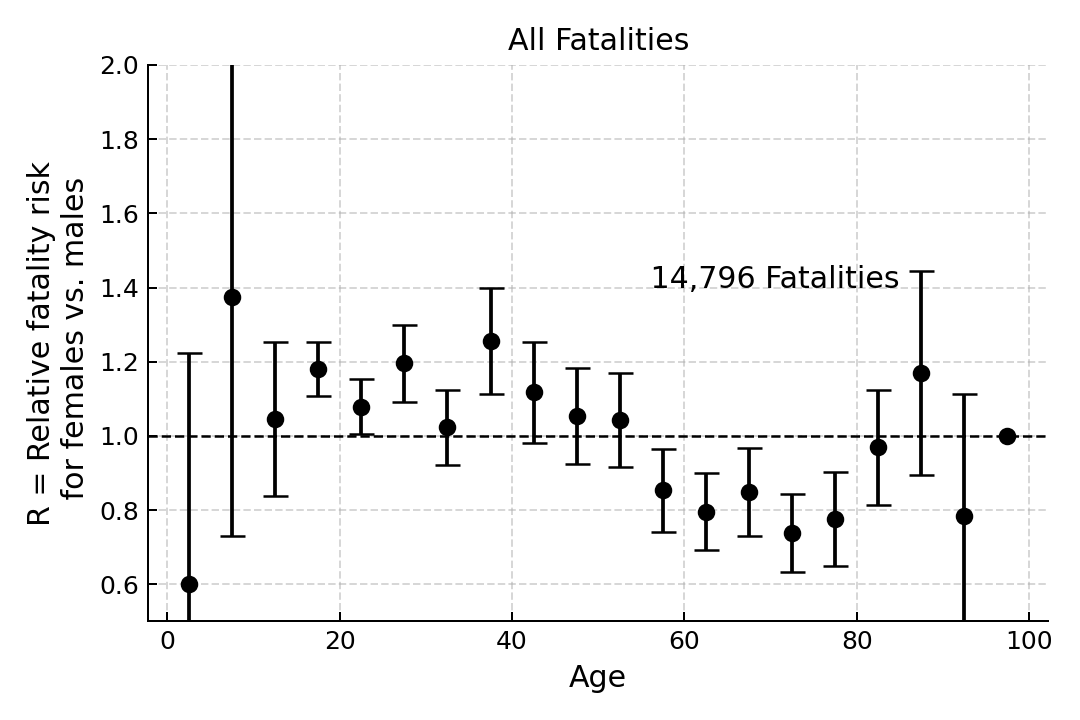 All Fatalities
R = Relative fatality risk
for females vs. males
2.0
1.8
1.6
1.4
1.2
1.0
0.8
0.6
14,796 Fatalities
0
20
40
60
80
100
Age